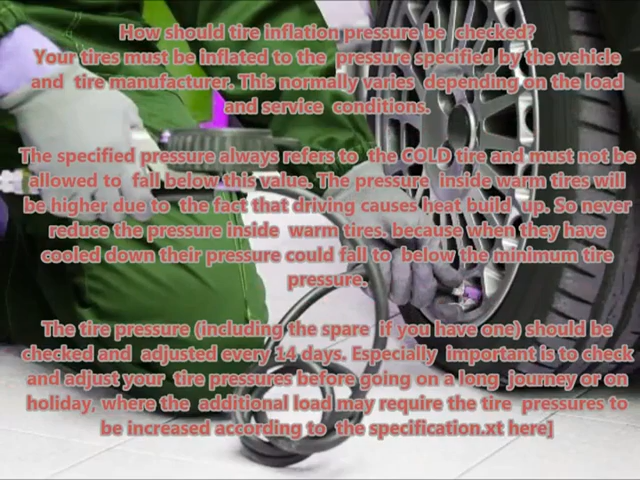 How should tire inflation pressure be checked?
Your tires must be inflated to the pressure specified by the vehicle
and tire manufacturer. This normally varies depending on the load
and service conditions.
The specified pressure always refers to the COLD tire and must not be
allowed to fall below this value. The pressure inside warm tires will
be higher due to the fact that driving causes heat build up. So never
reduce the pressure inside warm tires. because when they have
cooled down their pressure could fall to below the minimum tire
pressure.
The tire pressure (including the spare if you have one) should be
checked and adjusted every 14 days. Especially important is to check
and adjust your tire pressures before going on a long journey or on
holiday, where the additional load may require the tire pressures to
be increased according to the specification.xt here]